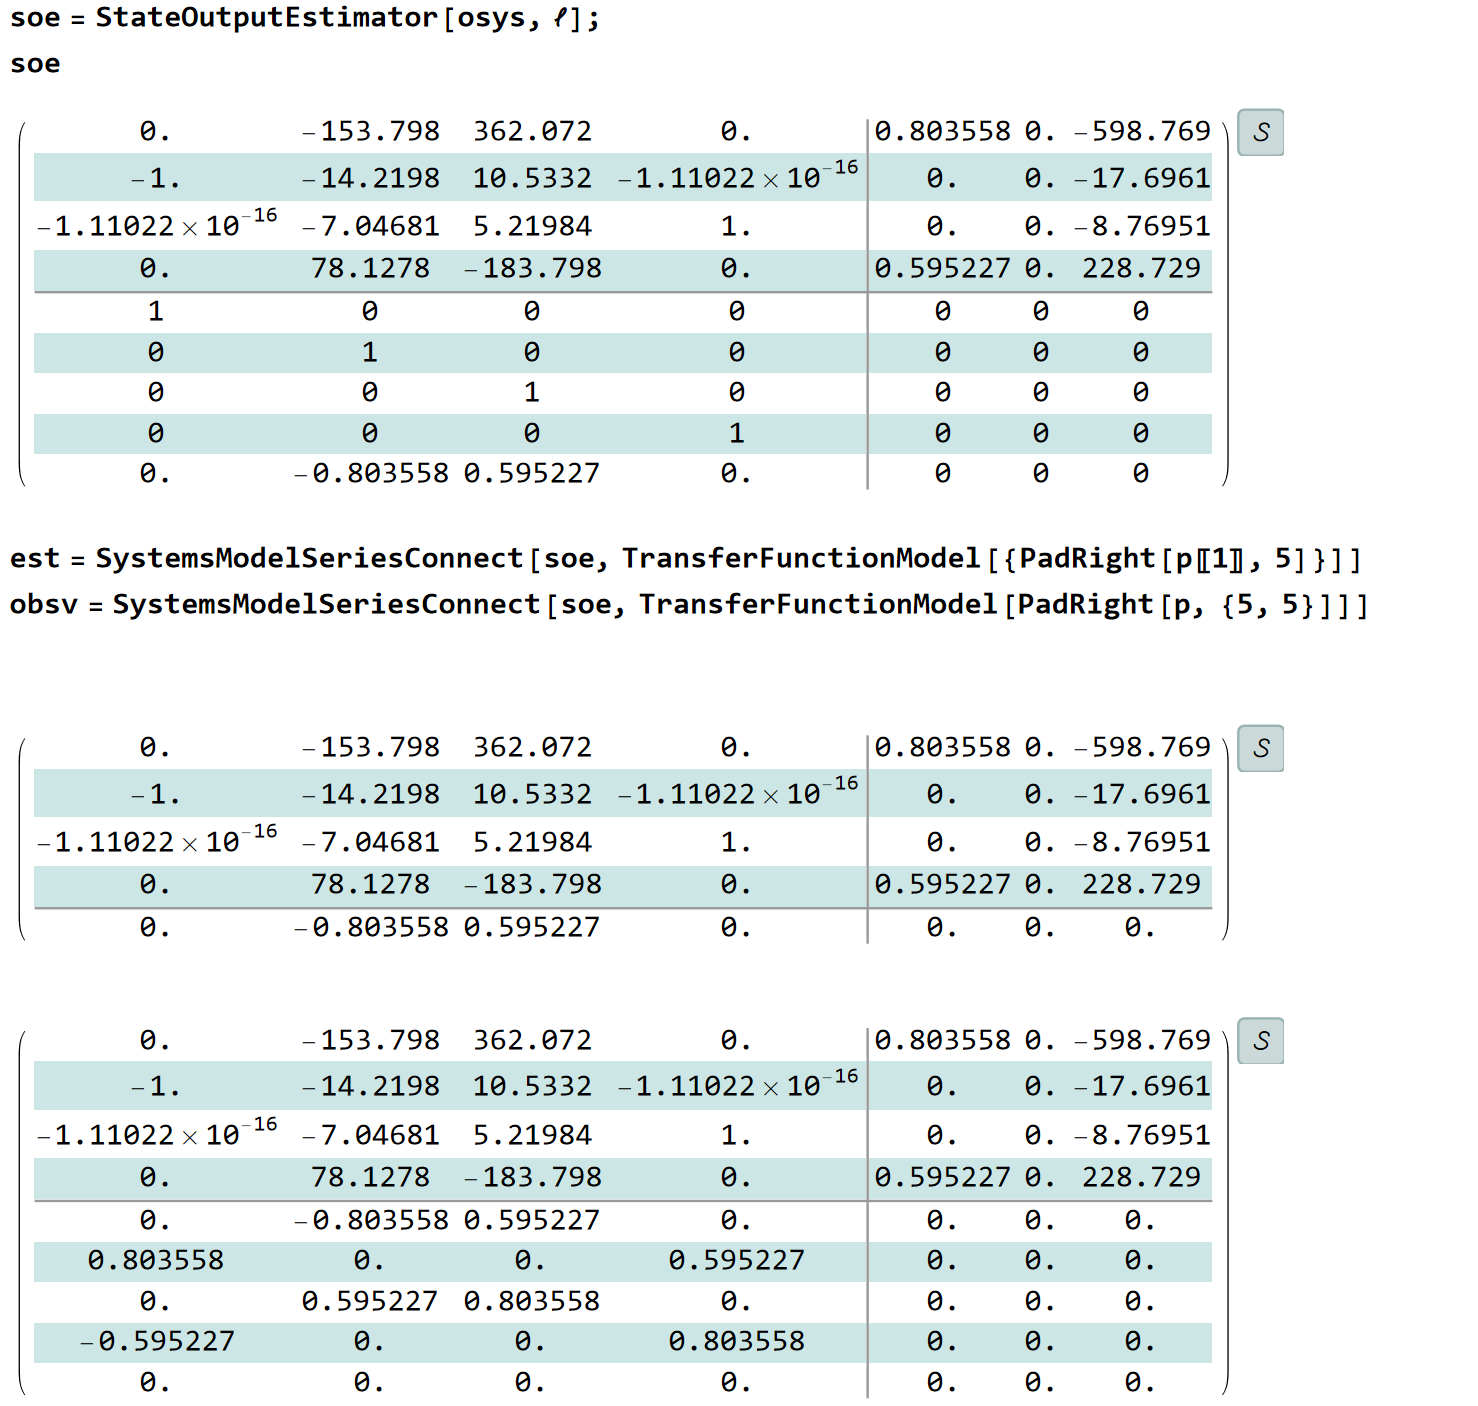 soe = StateOutputEstimator[osys, ℓ];
soe
0. -153.798 362.072 0. 0.803558 0. -598.769 S
-1. -14.2198 10.5332 -1.11022 × 10^-16 0. 0. -17.6961
-1.11022 × 10^-16 -7.04681 5.21984 1. 0. 0. -8.76951
0. 78.1278 -183.798 0. 0.595227 0. 228.729
1 0 0 0 0 0 0
0 1 0 0 0 0 0
0 0 1 0 0 0 0
0 0 0 1 0 0 0
0. -0.803558 0.595227 0. 0 0 0
est = SystemsModelSeriesConnect[soe, TransferFunctionModel[{PadRight[p〚1〛, 5]}]]
obsv = SystemsModelSeriesConnect[soe, TransferFunctionModel[PadRight[p, {5, 5}]]]
0. -153.798 362.072 0. 0.803558 0. -598.769 S
-1. -14.2198 10.5332 -1.11022 × 10^-16 0. 0. -17.6961
-1.11022 × 10^-16 -7.04681 5.21984 1. 0. 0. -8.76951
0. 78.1278 -183.798 0. 0.595227 0. 228.729
0. -0.803558 0.595227 0. 0. 0. 0.
0. -153.798 362.072 0. 0.803558 0. -598.769 S
-1. -14.2198 10.5332 -1.11022 × 10^-16 0. 0. -17.6961
-1.11022 × 10^-16 -7.04681 5.21984 1. 0. 0. -8.76951
0. 78.1278 -183.798 0. 0.595227 0. 228.729
0. -0.803558 0.595227 0. 0. 0. 0.
0.803558 0. 0. 0.595227 0. 0. 0.
0. 0.595227 0.803558 0. 0. 0. 0.
-0.595227 0. 0. 0.803558 0. 0. 0.
0. 0. 0. 0. 0. 0. 0.